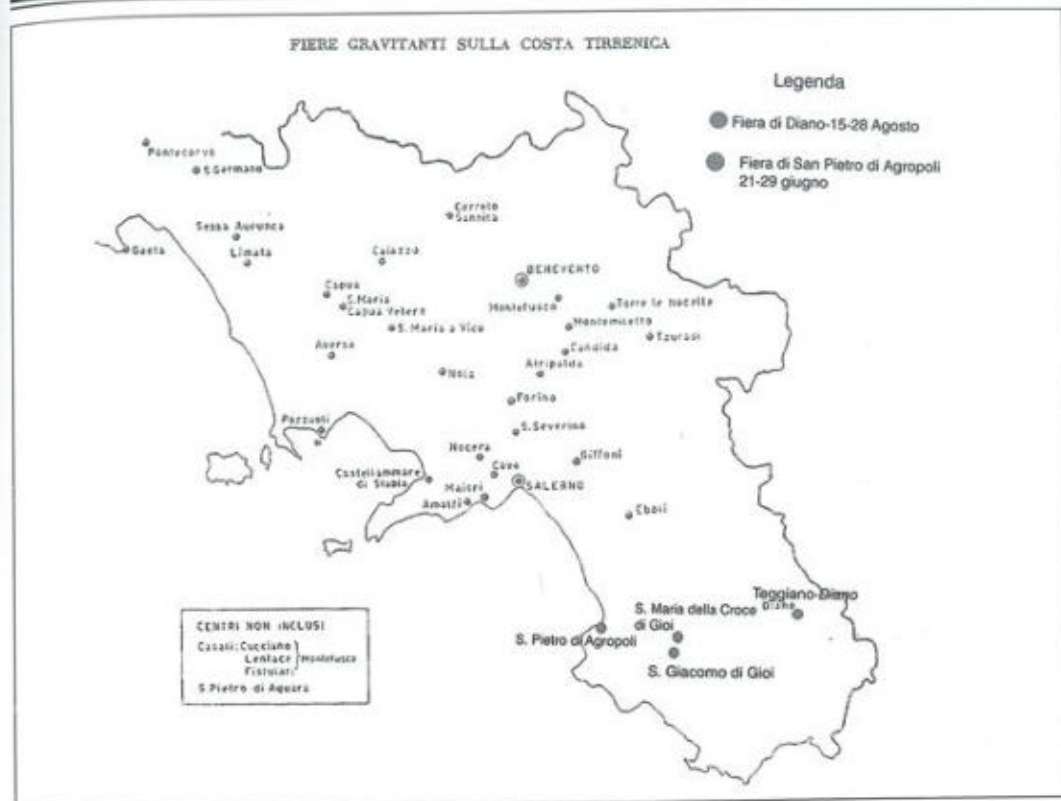 FIERE GRAVITANTI SULLA COSTA TIRRENICA
Legenda
Fiera di Diano-15-28 Agosto
Fiera di San Pietro di Agropoli
21-29 giugno
Pontecorvo
S.Germano
Cerreto
Sannita
Sessa Aurunca
Gaeta
Limata
Caiazzo
BENEVENTO
Capua
S.Maria
Capua Vetere
Montefusco
Torre le Nocelle
S.Maria a Vico
Montemiletto
Taurasi
Aversa
Candida
Nola
Atripalda
Forino
Pozzuoli
S.Severino
Nocera
Giffoni
Castellammare
di Stabia
Cava
Maiori
SALERNO
Amalfi
Eboli
Teggiano-Diano
Diano
S. Maria della Croce
di Gioi
S. Pietro di Agropoli
S. Giacomo di Gioi
CENTRI NON INCLUSI
Casali: Cucciano
Lentace
Montefusco
Fistulari
S.Pietro di Aquara